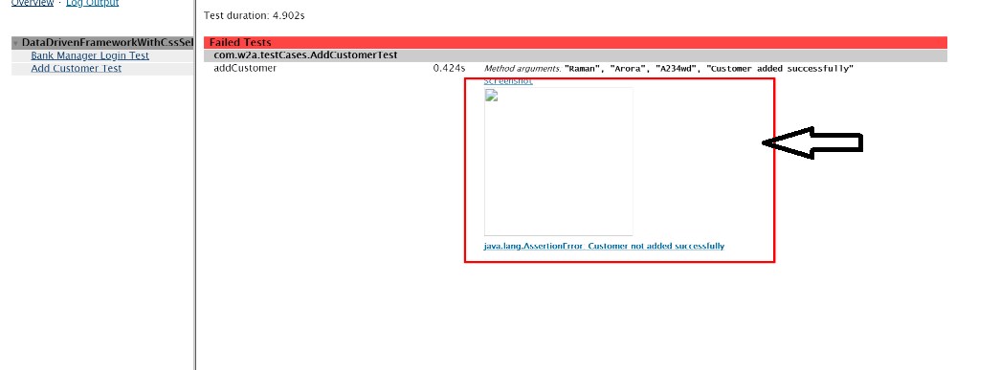 Overview · Log Output
Test duration: 4.902s
DataDrivenFrameworkWithCssSel
Bank Manager Login Test
Add Customer Test
Failed Tests
com.w2a.testCases.AddCustomerTest
addCustomer 0.424s Method arguments: "Raman", "Arora", "A234wd", "Customer added successfully"
Screenshot
java.lang.AssertionError: Customer not added successfully